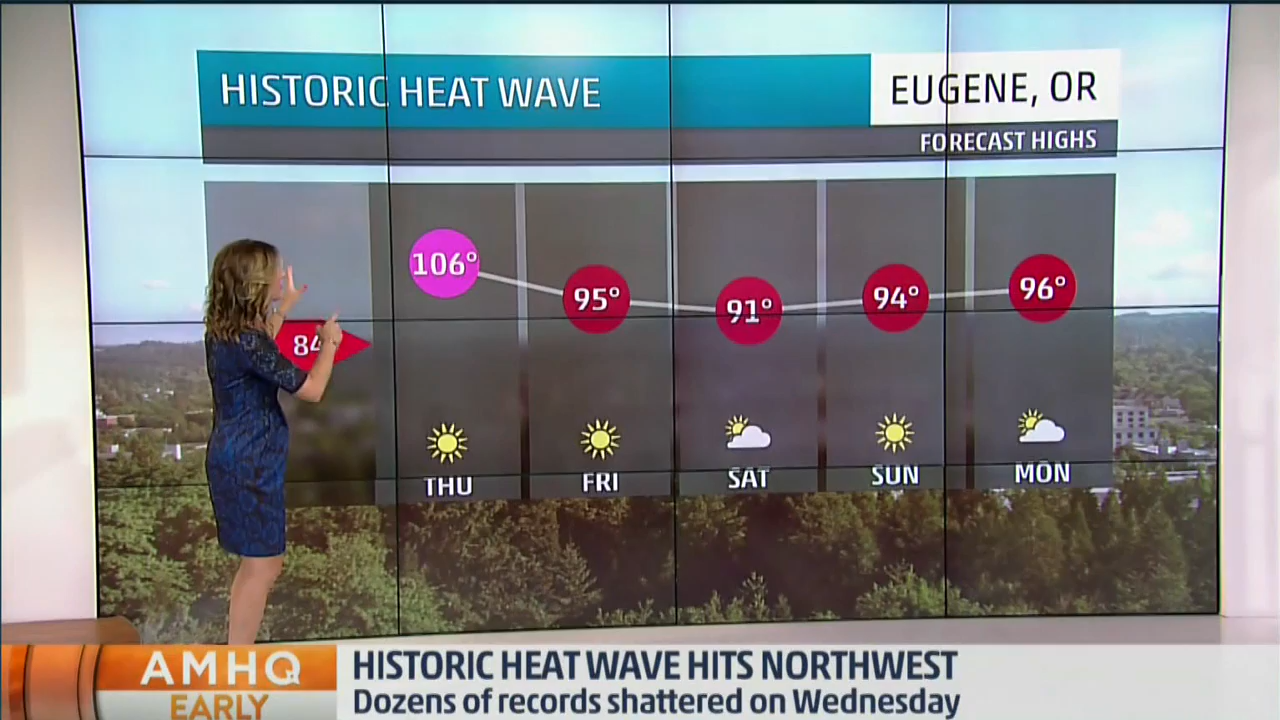 HISTORIC HEAT WAVE
EUGENE, OR
FORECAST HIGHS
106°
95°
91°
94°
96°
84
THU
FRI
SAT
SUN
MON
AMHQ
EARLY
HISTORIC HEAT WAVE HITS NORTHWEST
Dozens of records shattered on Wednesday